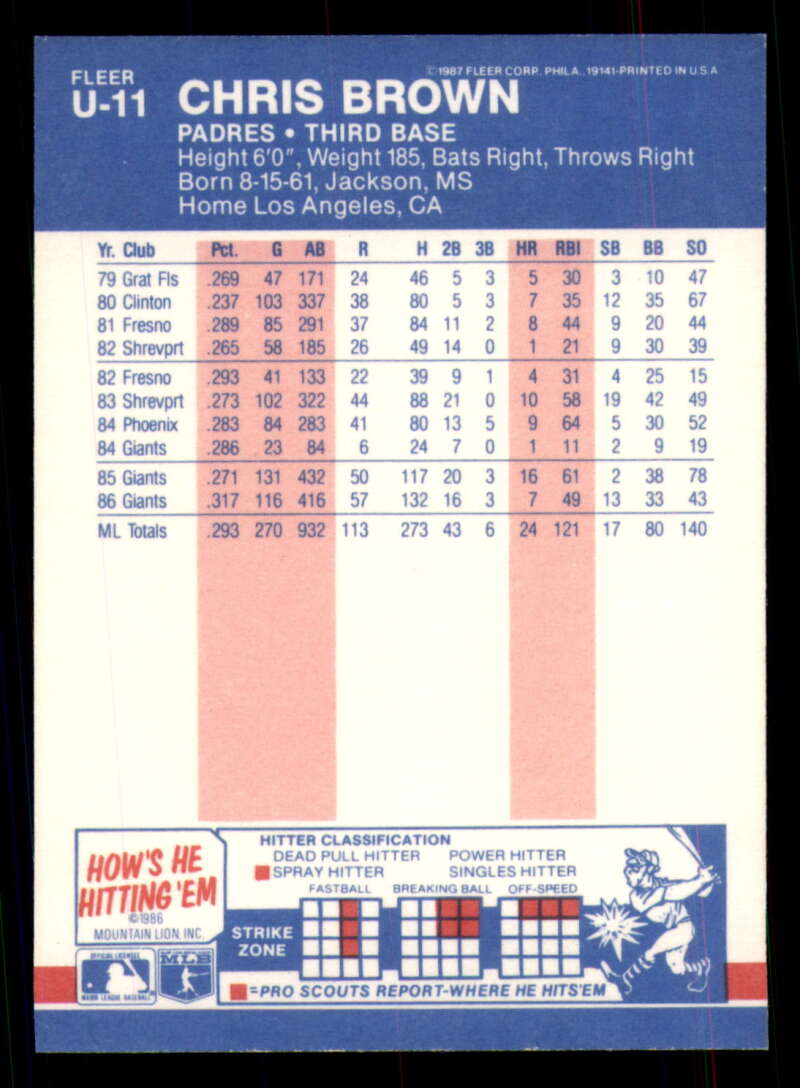 FLEER
U-11
©1987 FLEER CORP. PHILA., 19141-PRINTED IN U.S.A
CHRIS BROWN
PADRES • THIRD BASE
Height 6'0", Weight 185, Bats Right, Throws Right
Born 8-15-61, Jackson, MS
Home Los Angeles, CA
Yr. Club Pct. G AB R H 2B 3B HR RBI SB BB SO
79 Grat Fls .269 47 171 24 46 5 3 5 30 3 10 47
80 Clinton .237 103 337 38 80 5 3 7 35 12 35 67
81 Fresno .289 85 291 37 84 11 2 8 44 9 20 44
82 Shrevprt .265 58 185 26 49 14 0 1 21 9 30 39
82 Fresno .293 41 133 22 39 9 1 4 31 4 25 15
83 Shrevprt .273 102 322 44 88 21 0 10 58 19 42 49
84 Phoenix .283 84 283 41 80 13 5 9 64 5 30 52
84 Giants .286 23 84 6 24 7 0 1 11 2 9 19
85 Giants .271 131 432 50 117 20 3 16 61 2 38 78
86 Giants .317 116 416 57 132 16 3 7 49 13 33 43
ML Totals .293 270 932 113 273 43 6 24 121 17 80 140
HOW'S HE
HITTING 'EM
©1986
MOUNTAIN LION, INC.
OFFICIAL LICENSEE
MAJOR LEAGUE BASEBALL
MLB
HITTER CLASSIFICATION
DEAD PULL HITTER POWER HITTER
SPRAY HITTER SINGLES HITTER
FASTBALL BREAKING BALL OFF-SPEED
STRIKE
ZONE
=PRO SCOUTS REPORT-WHERE HE HITS'EM